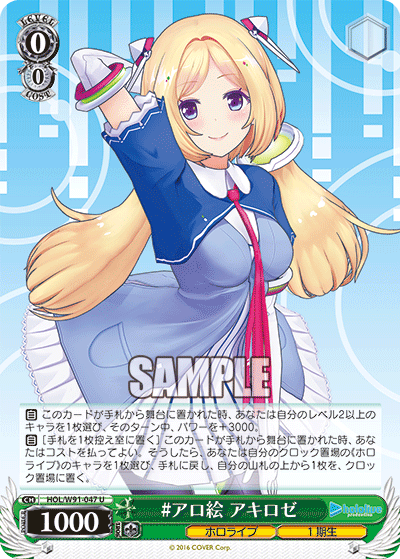 LEVEL
0
0
COST
SAMPLE
自 このカードが手札から舞台に置かれた時、あなたは自分のレベル2以上の
キャラを1枚選び、そのターン中、パワーを+3000。
自 [手札を1枚控え室に置く] このカードが手札から舞台に置かれた時、あな
たはコストを払ってよい。そうしたら、あなたは自分のクロック置場の《ホ
ロライブ》のキャラを1枚選び、手札に戻し、自分の山札の上から1枚を、ク
ロック置場に置く。
HOL/W91-047 U
1000
#アロ絵 アキロゼ
hololive
ホロライブ
1期生
© 2016 COVER Corp.